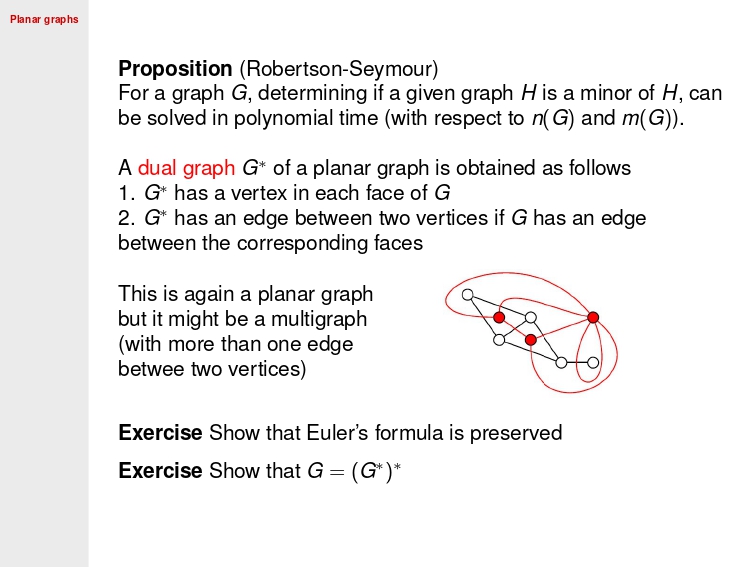 Planar graphs
Proposition (Robertson-Seymour)
For a graph G, determining if a given graph H is a minor of H, can
be solved in polynomial time (with respect to n(G) and m(G)).
A dual graph G* of a planar graph is obtained as follows
1. G* has a vertex in each face of G
2. G* has an edge between two vertices if G has an edge
between the corresponding faces
This is again a planar graph
but it might be a multigraph
(with more than one edge
betwee two vertices)
Exercise Show that Euler's formula is preserved
Exercise Show that G = (G*)*